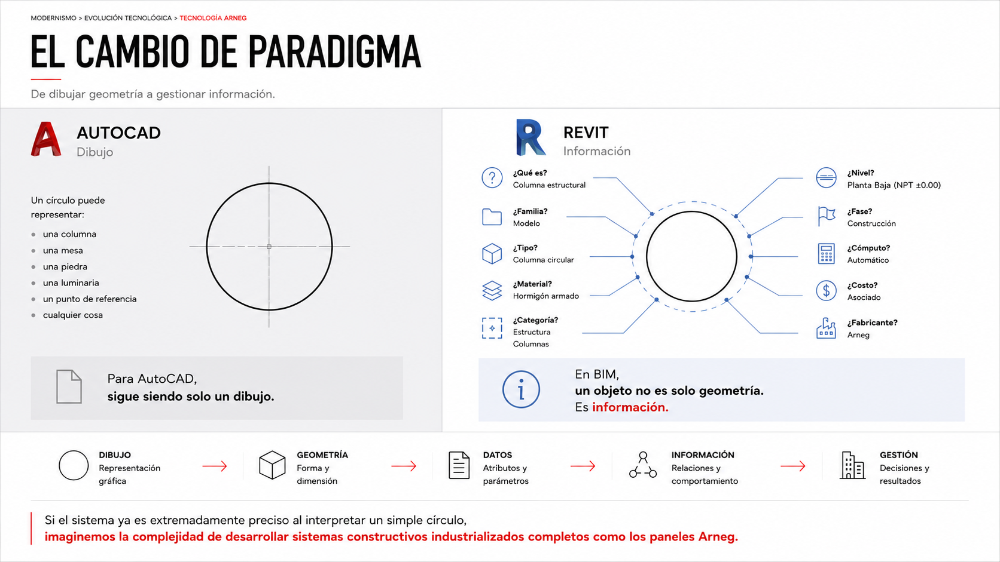 MODERNISMO > EVOLUCIÓN TECNOLÓGICA > TECNOLOGÍA ARNEG
EL CAMBIO DE PARADIGMA
De dibujar geometría a gestionar información.
AUTOCAD
Dibujo
Un círculo puede
representar:
una columna
una mesa
una piedra
una luminaria
un punto de referencia
cualquier cosa
Para AutoCAD,
sigue siendo solo un dibujo.
REVIT
Información
¿Qué es?
Columna estructural
¿Familia?
Modelo
¿Tipo?
Columna circular
¿Material?
Hormigón armado
¿Categoría?
Estructura
Columnas
¿Nivel?
Planta Baja (NPT ±0.00)
¿Fase?
Construcción
¿Cómputo?
Automático
¿Costo?
Asociado
¿Fabricante?
Arneg
En BIM,
un objeto no es solo geometría.
Es información.
DIBUJO
Representación
gráfica
GEOMETRÍA
Forma y
dimensión
DATOS
Atributos y
parámetros
INFORMACIÓN
Relaciones y
comportamiento
GESTIÓN
Decisiones y
resultados
Si el sistema ya es extremadamente preciso al interpretar un simple círculo,
imaginemos la complejidad de desarrollar sistemas constructivos industrializados completos como los paneles Arneg.